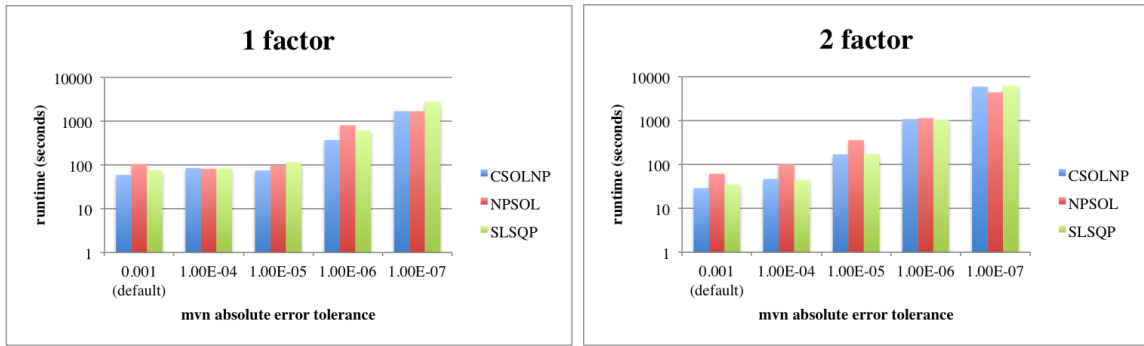 1 factor
10000
1000
100
10
1
runtime (seconds)
0.001 1.00E-04 1.00E-05 1.00E-06 1.00E-07
(default)
mvn absolute error tolerance
CSOLNP
NPSOL
SLSQP
2 factor
10000
1000
100
10
1
runtime (seconds)
0.001 1.00E-04 1.00E-05 1.00E-06 1.00E-07
(default)
mvn absolute error tolerance
CSOLNP
NPSOL
SLSQP